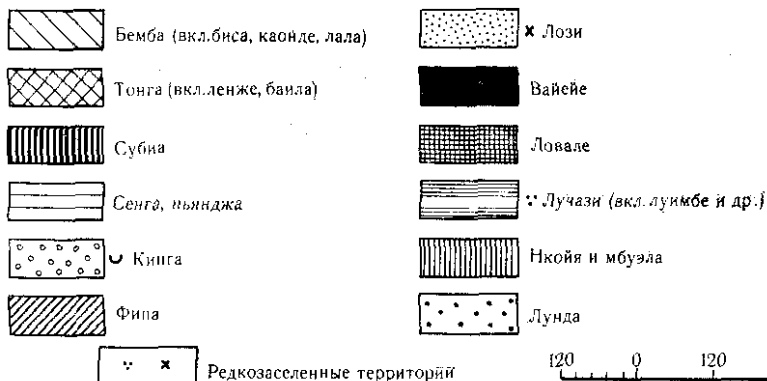 Бемба (вкл. биса, каонде, лала)
Тонга (вкл. ленже, баила)
Субиа
Сенга, ньянджа
Кинга
Фипа
Лози
Вайейе
Ловале
Лучази (вкл. луимбе и др.)
Нкойя и мбуэла
Лунда
Редкозаселенные территории
120 0 120